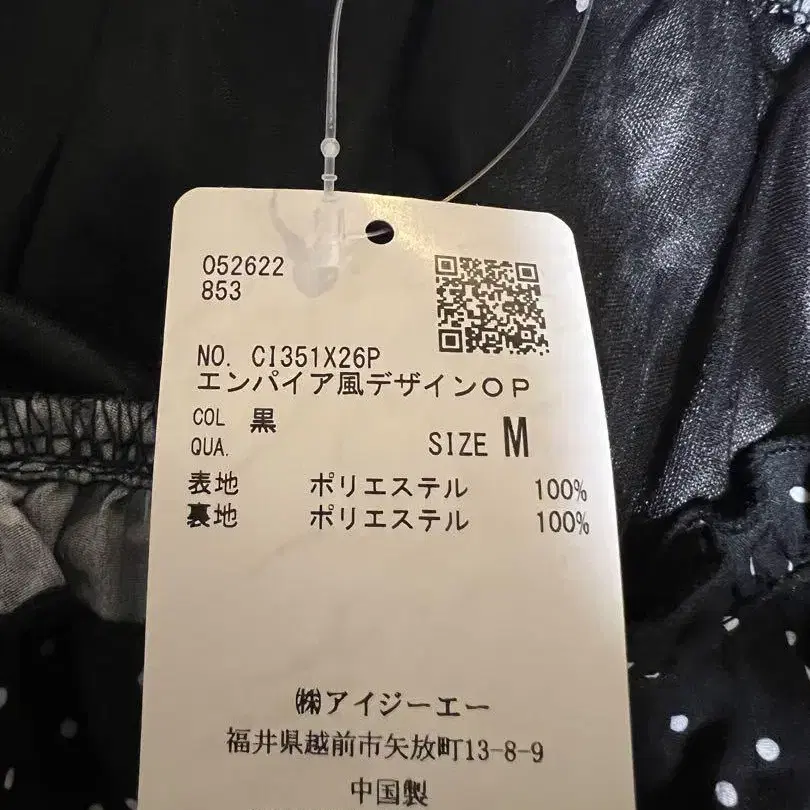 052622
853
NO. CI351X26P
エンパイア風デザインOP
COL 黒
QUA.
SIZE M
表地 ポリエステル 100%
裏地 ポリエステル 100%
㈱アイジーエー
福井県越前市矢放町13-8-9
中国製